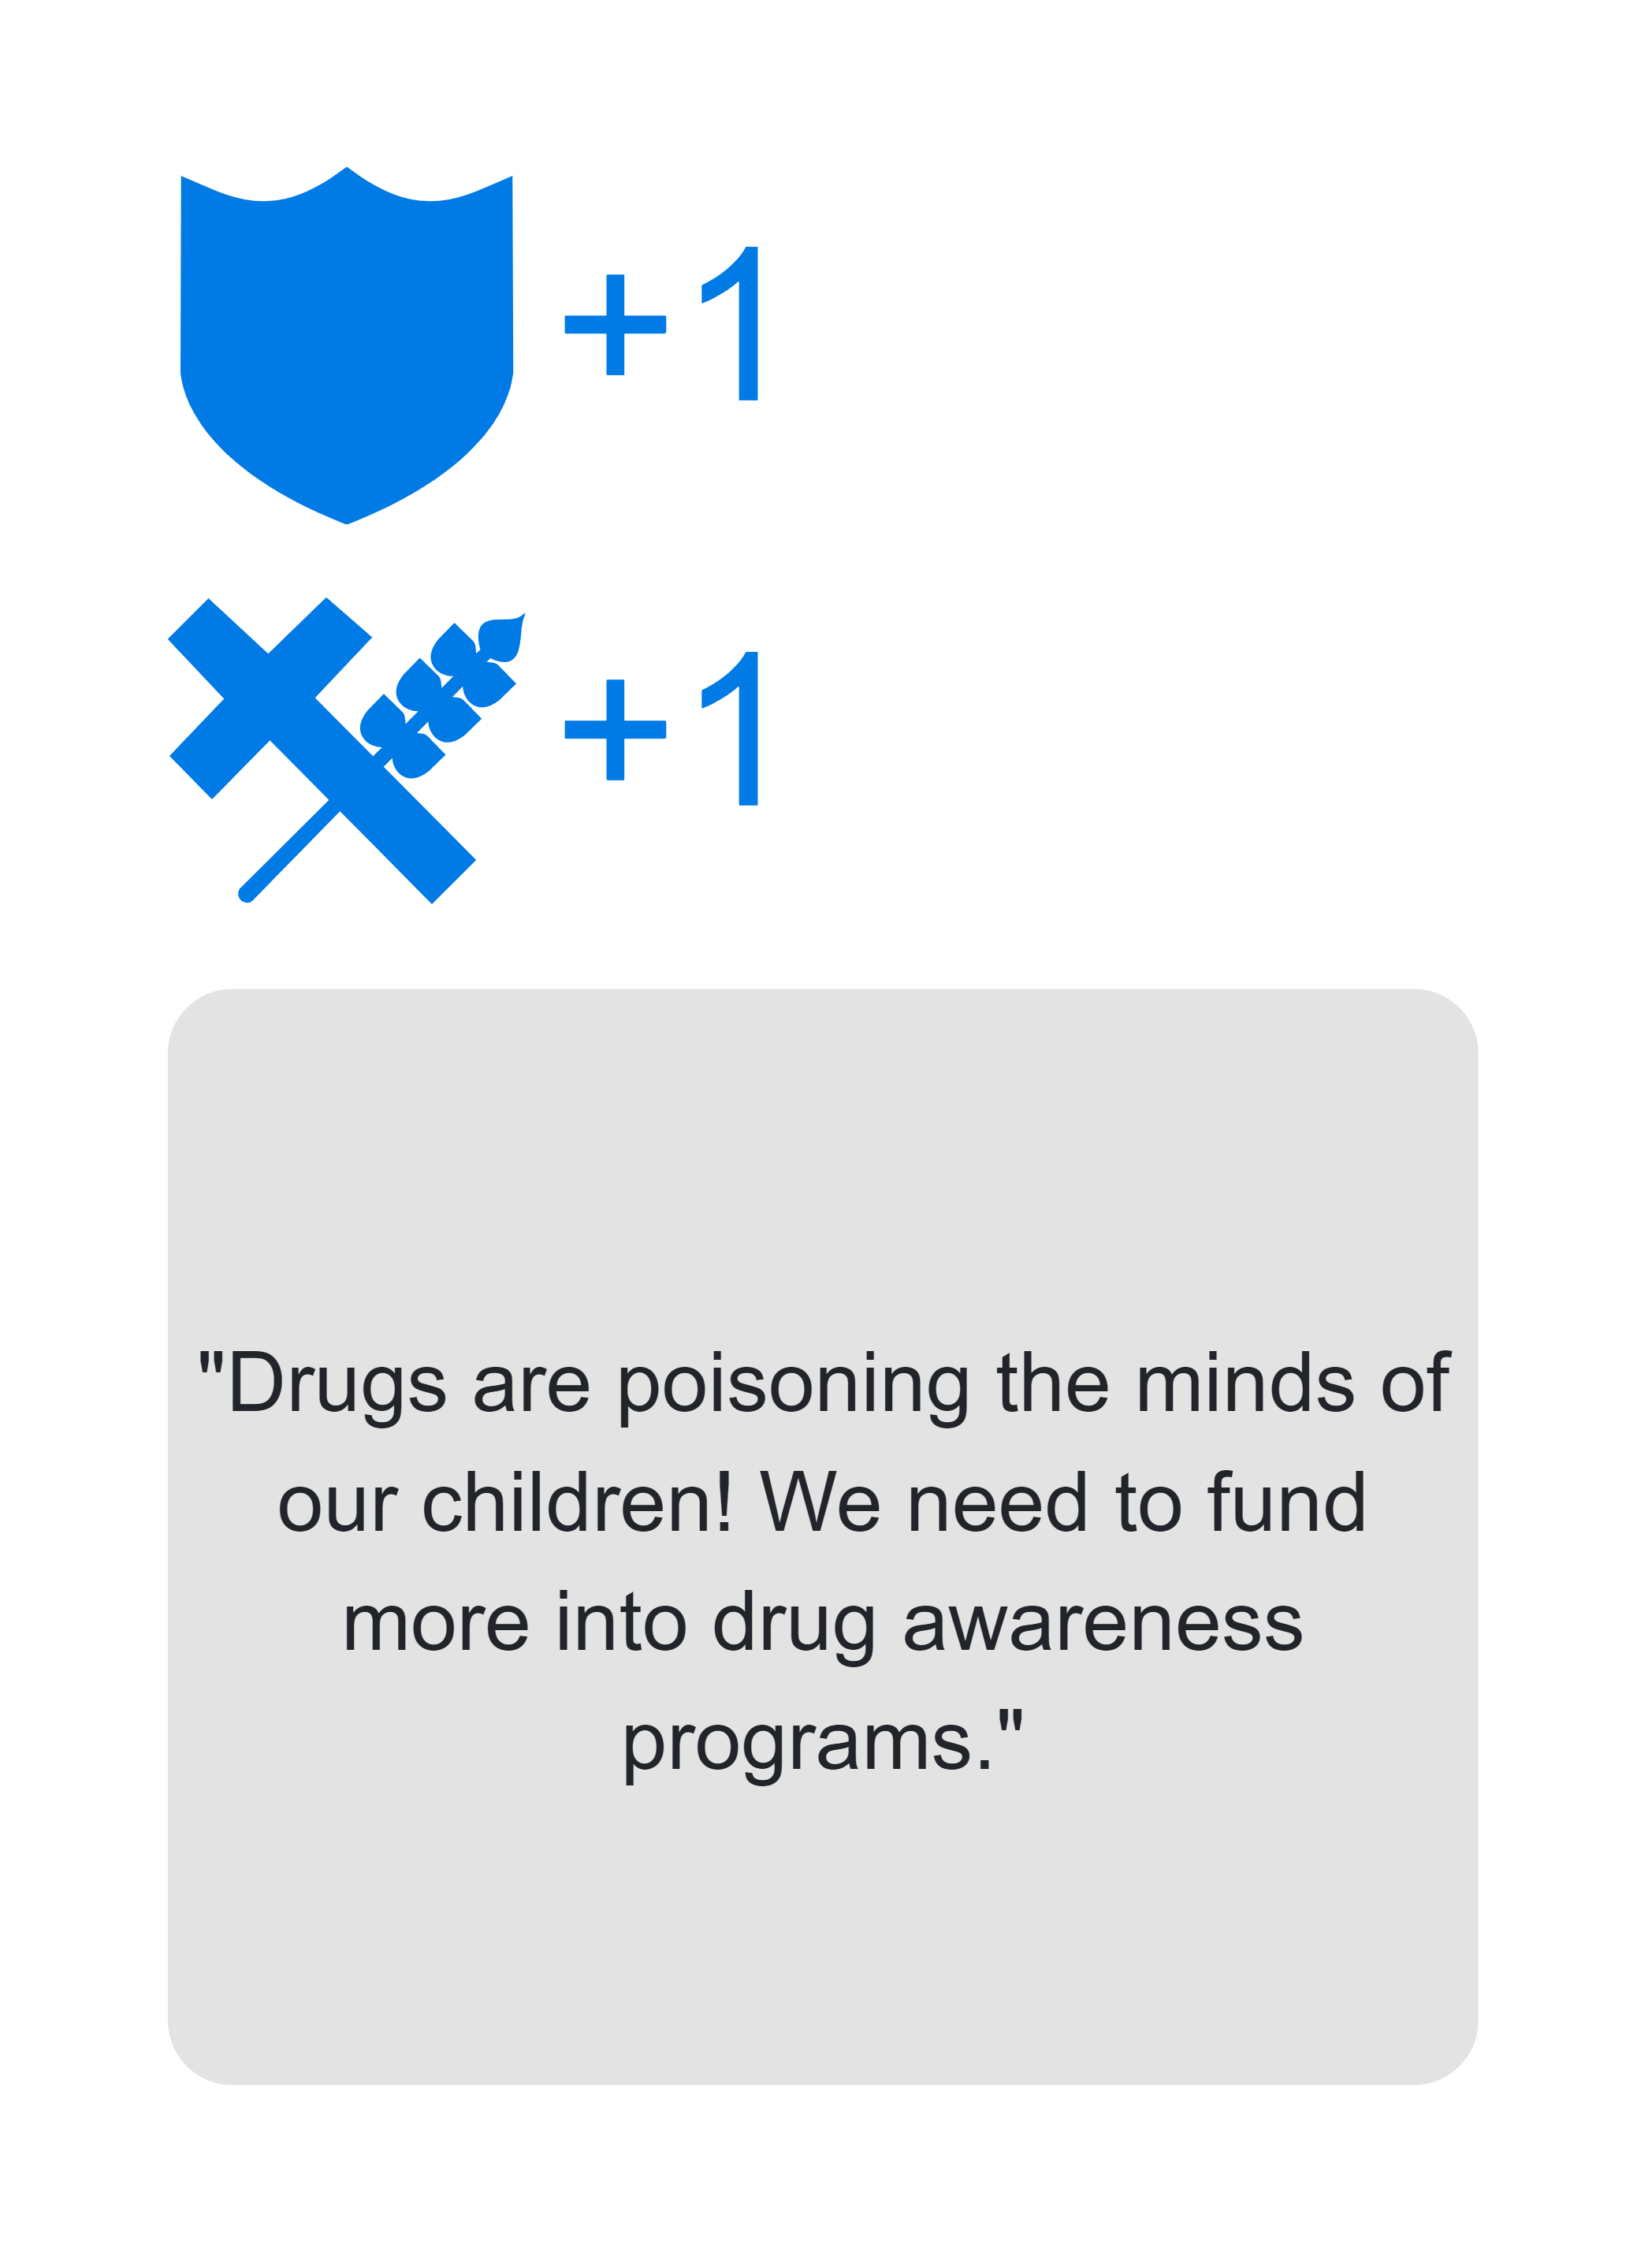 +1
+1
"Drugs are poisoning the minds of
our children! We need to fund
more into drug awareness
programs."